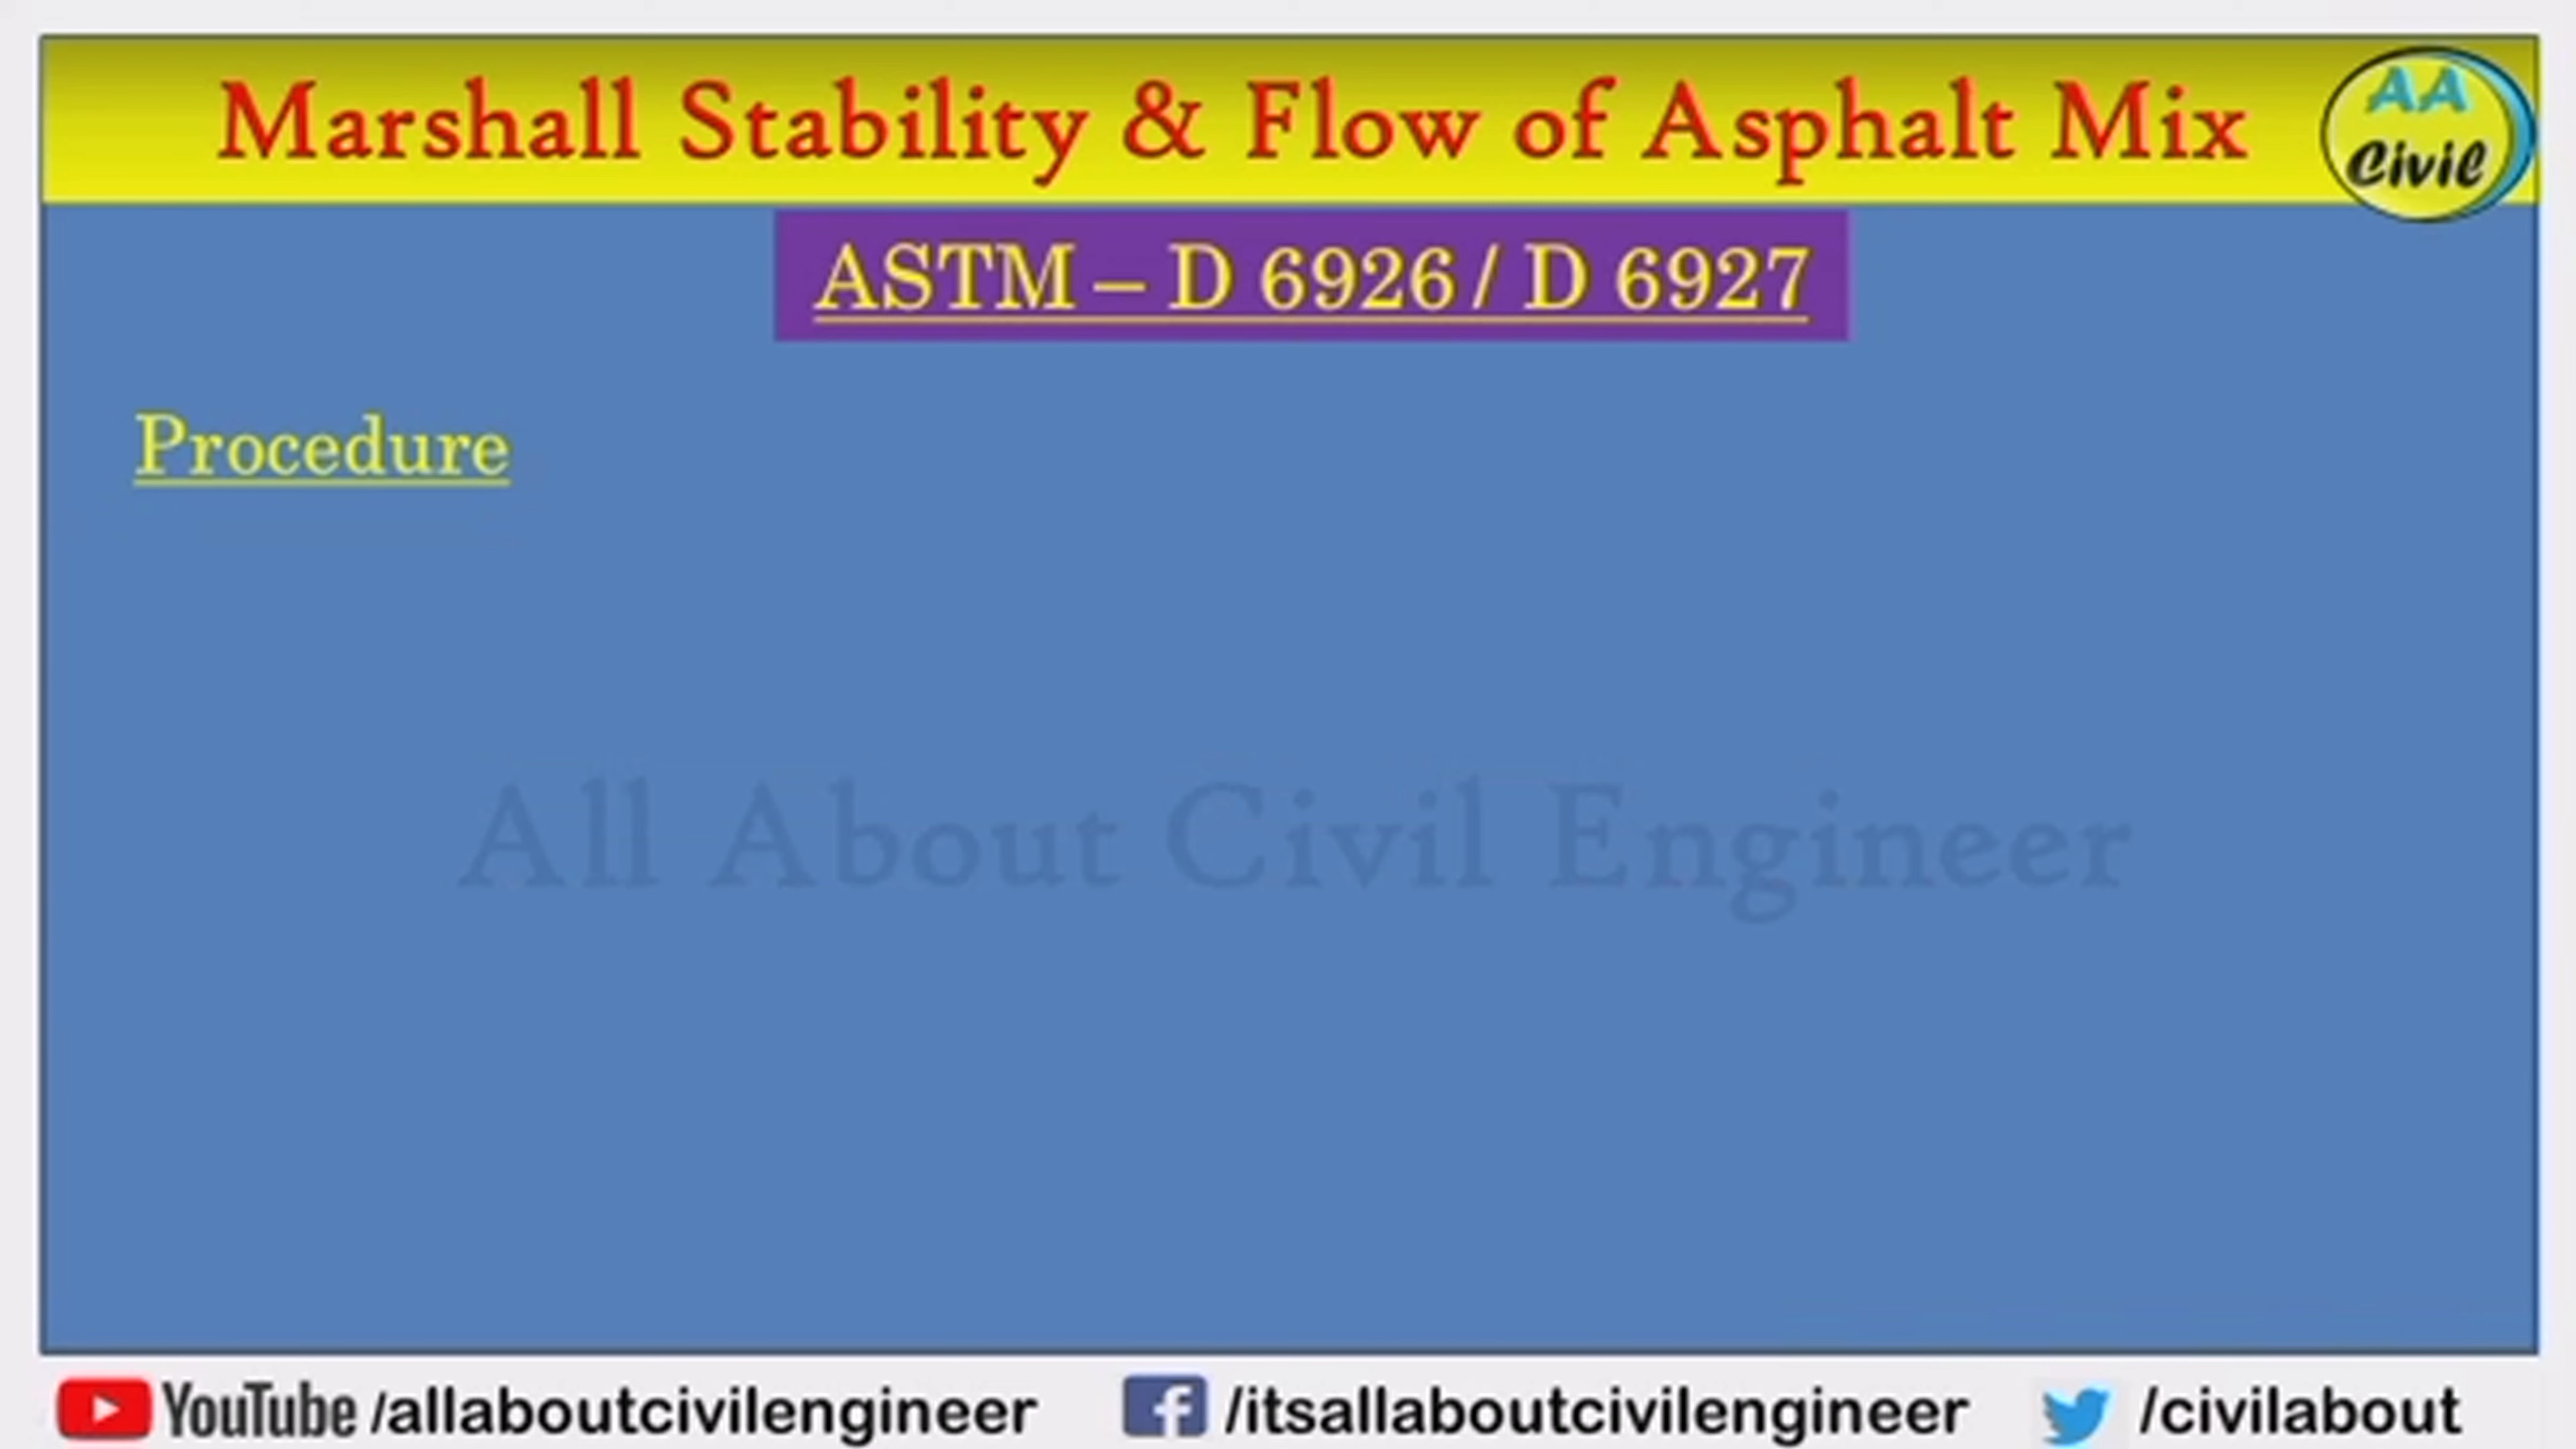 Marshall Stability & Flow of Asphalt Mix
AA
Civil
ASTM – D 6926 / D 6927
Procedure
All About Civil Engineer
YouTube /allaboutcivilengineer
f /itsallaboutcivilengineer
/civilabout